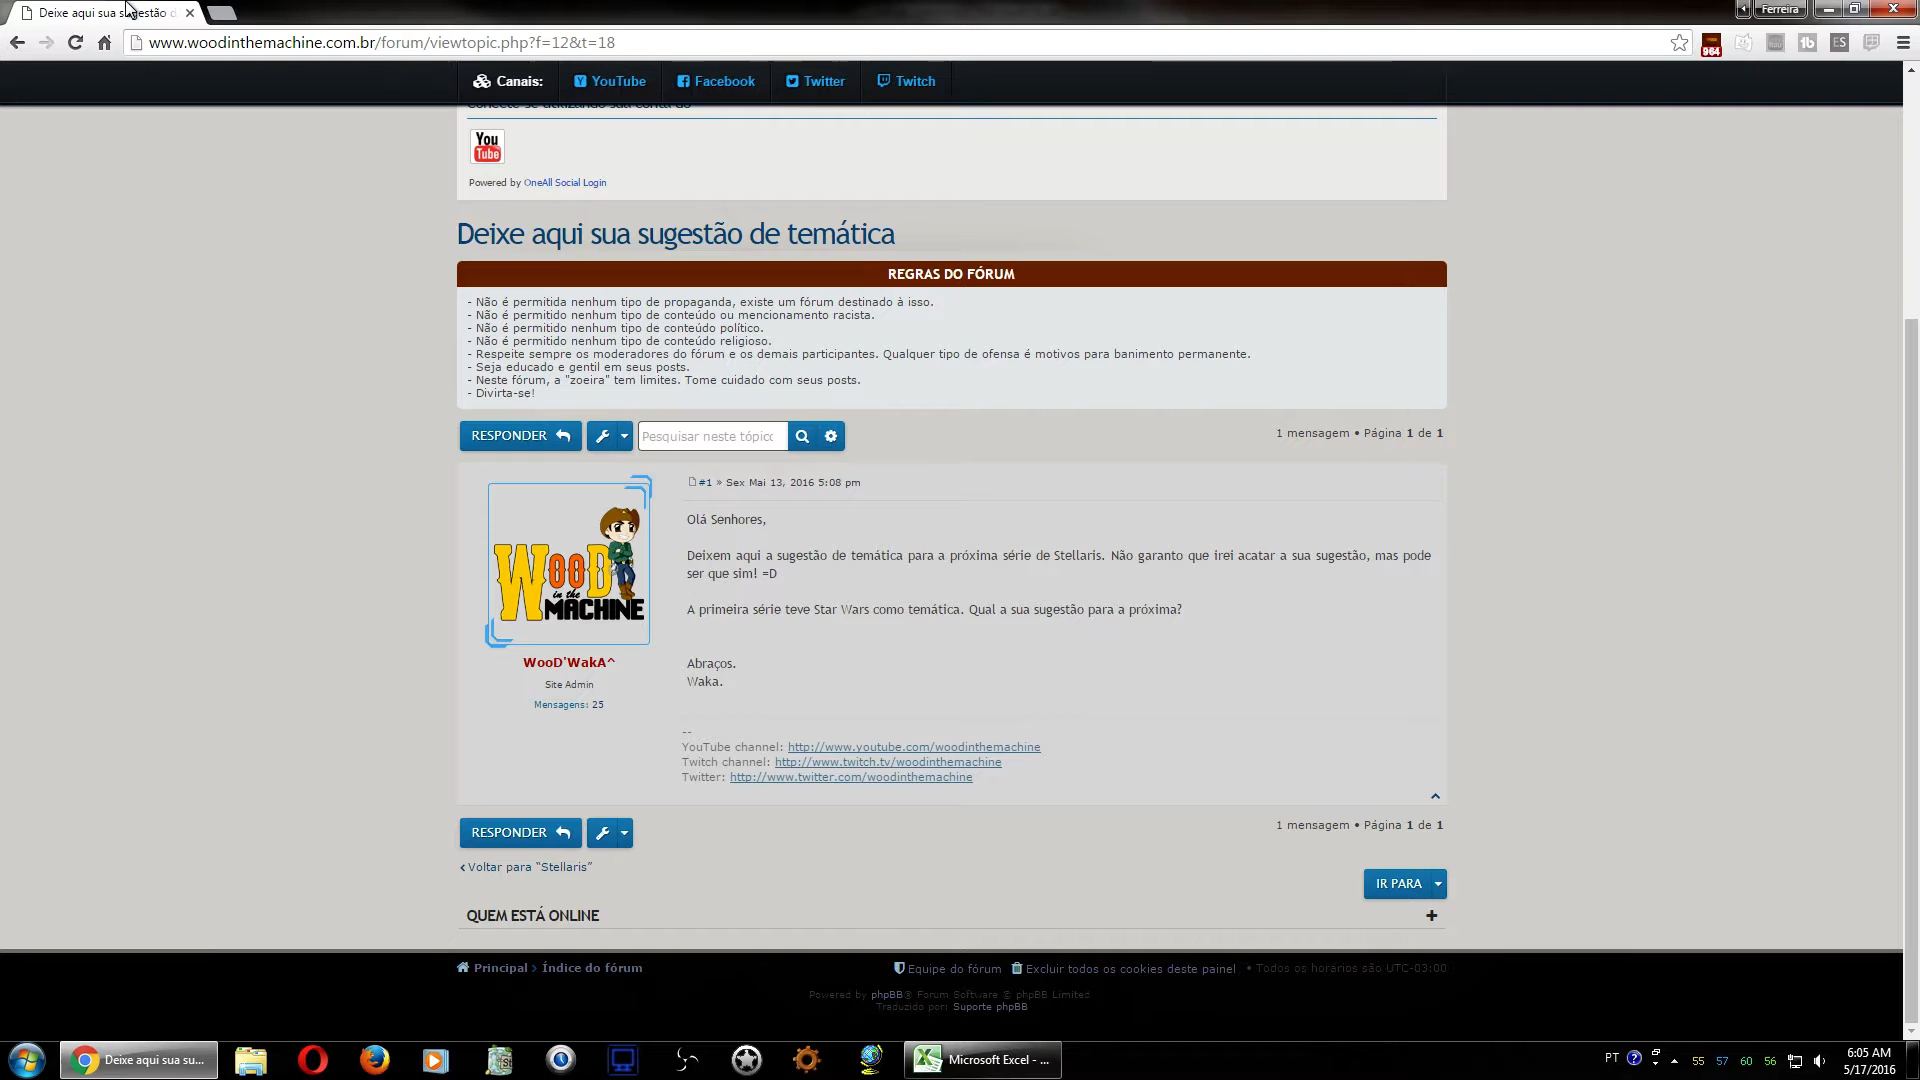 Deixe aqui sua sugestão d
Ferreira
www.woodinthemachine.com.br/forum/viewtopic.php?f=12&t=18
964
1b
ES
Canais:
YouTube
Facebook
Twitter
Twitch
Conecte-se utilizando sua conta do
You
Tube
Powered by OneAll Social Login
Deixe aqui sua sugestão de temática
REGRAS DO FÓRUM
- Não é permitida nenhum tipo de propaganda, existe um fórum destinado à isso.
- Não é permitido nenhum tipo de conteúdo ou mencionamento racista.
- Não é permitido nenhum tipo de conteúdo político.
- Não é permitido nenhum tipo de conteúdo religioso.
- Respeite sempre os moderadores do fórum e os demais participantes. Qualquer tipo de ofensa é motivos para banimento permanente.
- Seja educado e gentil em seus posts.
- Neste fórum, a "zoeira" tem limites. Tome cuidado com seus posts.
- Divirta-se!
RESPONDER
Pesquisar neste tópico
1 mensagem • Página 1 de 1
WOOD
in the
MACHINE
WooD'WakA^
Site Admin
Mensagens: 25
#1 » Sex Mai 13, 2016 5:08 pm
Olá Senhores,
Deixem aqui a sugestão de temática para a próxima série de Stellaris. Não garanto que irei acatar a sua sugestão, mas pode
ser que sim! =D
A primeira série teve Star Wars como temática. Qual a sua sugestão para a próxima?
Abraços.
Waka.
--
YouTube channel: http://www.youtube.com/woodinthemachine
Twitch channel: http://www.twitch.tv/woodinthemachine
Twitter: http://www.twitter.com/woodinthemachine
RESPONDER
1 mensagem • Página 1 de 1
Voltar para “Stellaris”
IR PARA
QUEM ESTÁ ONLINE
Principal
Índice do fórum
Equipe do fórum
Excluir todos os cookies deste painel
• Todos os horários são UTC-03:00
Powered by phpBB® Forum Software © phpBB Limited
Traduzido por: Suporte phpBB
Deixe aqui sua su...
Microsoft Excel - ...
PT
55
57
60
56
6:05 AM
5/17/2016